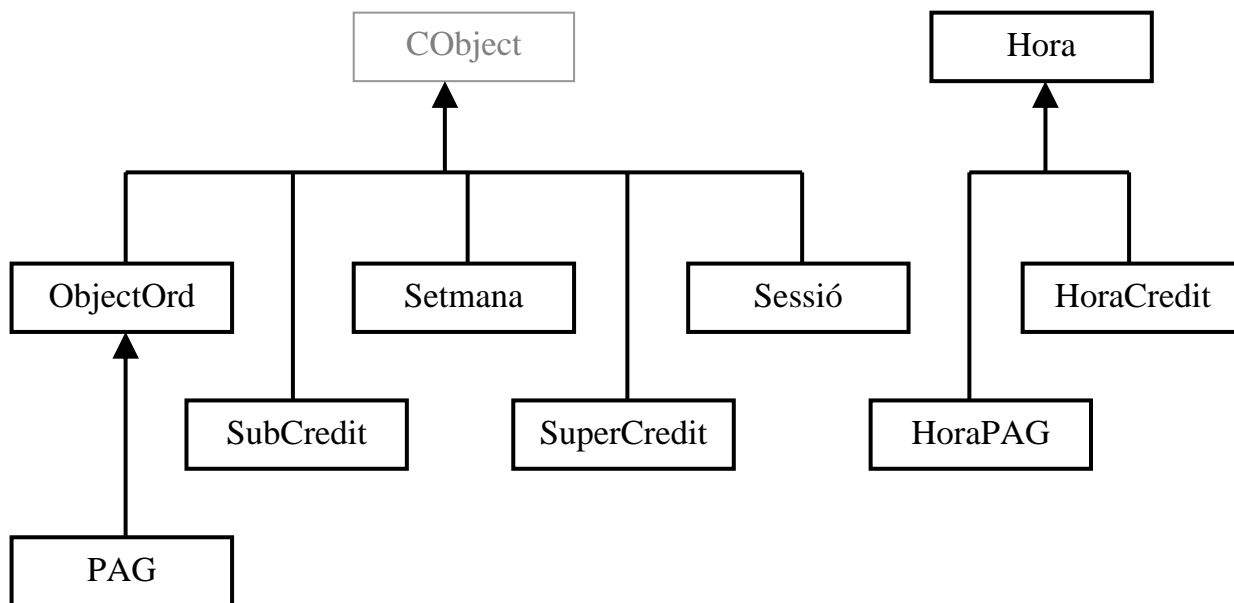 CObject
Hora
ObjectOrd
Setmana
Sessió
HoraCredit
SubCredit
SuperCredit
HoraPAG
PAG